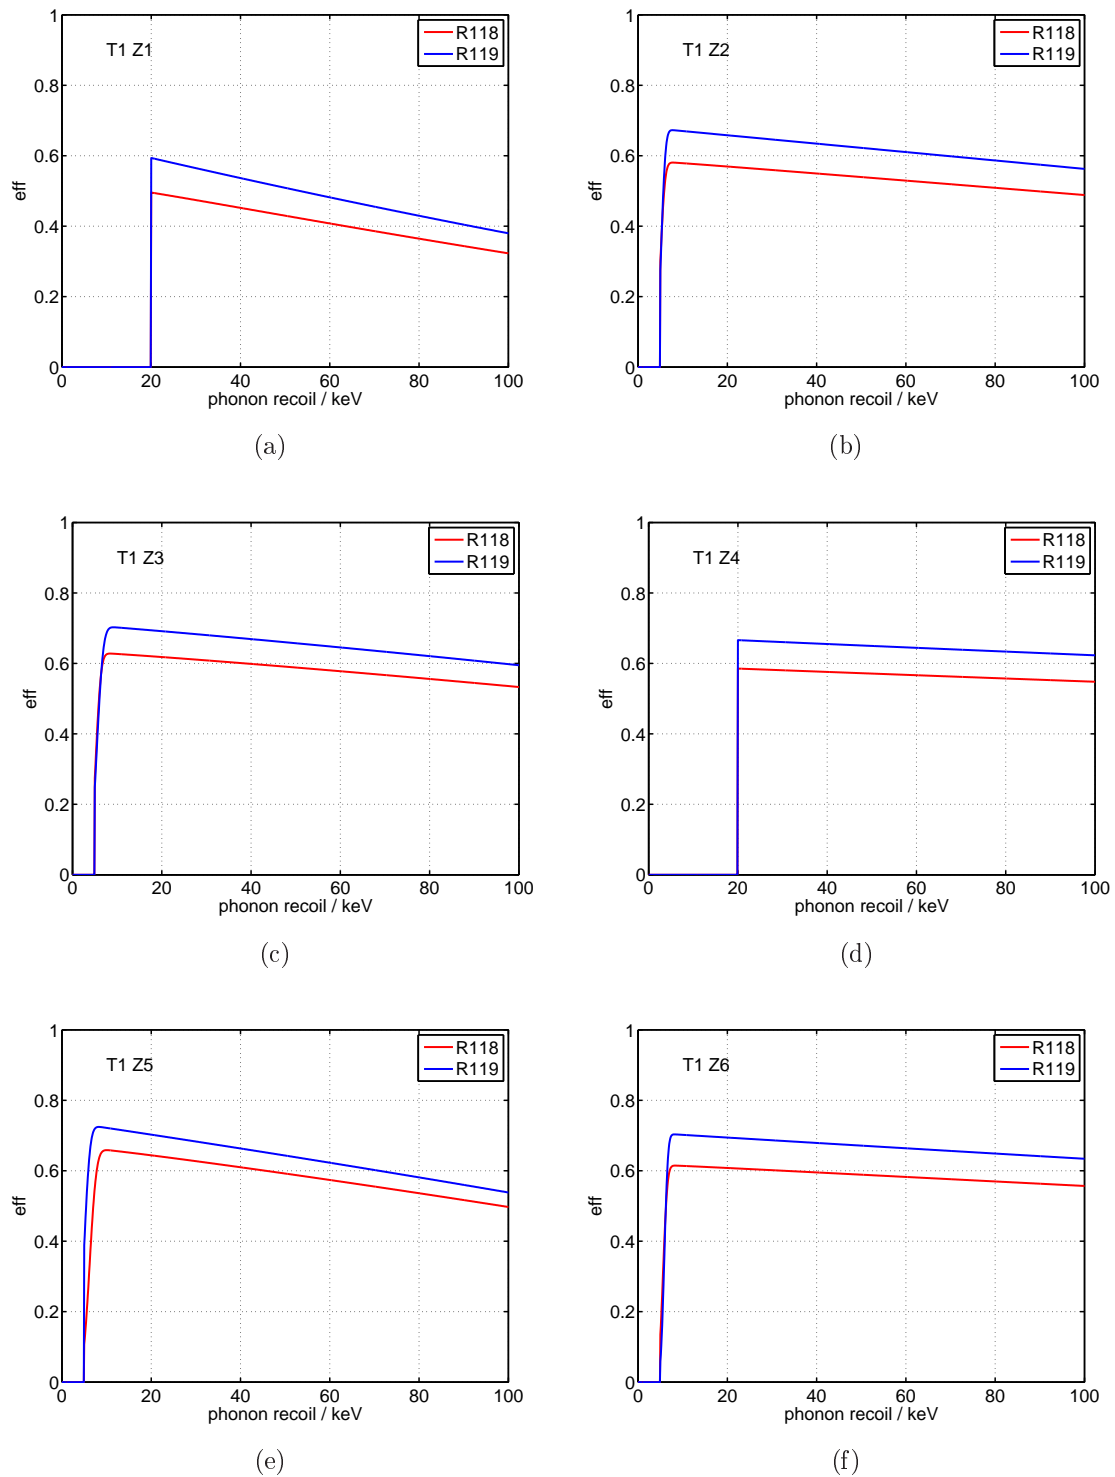 1
0.8
0.6
0.4
0.2
0
eff
T1 Z1
R118
R119
0 20 40 60 80 100
phonon recoil / keV
(a)
1
0.8
0.6
0.4
0.2
0
eff
T1 Z2
R118
R119
0 20 40 60 80 100
phonon recoil / keV
(b)
1
0.8
0.6
0.4
0.2
0
eff
T1 Z3
R118
R119
0 20 40 60 80 100
phonon recoil / keV
(c)
1
0.8
0.6
0.4
0.2
0
eff
T1 Z4
R118
R119
0 20 40 60 80 100
phonon recoil / keV
(d)
1
0.8
0.6
0.4
0.2
0
eff
T1 Z5
R118
R119
0 20 40 60 80 100
phonon recoil / keV
(e)
1
0.8
0.6
0.4
0.2
0
eff
T1 Z6
R118
R119
0 20 40 60 80 100
phonon recoil / keV
(f)